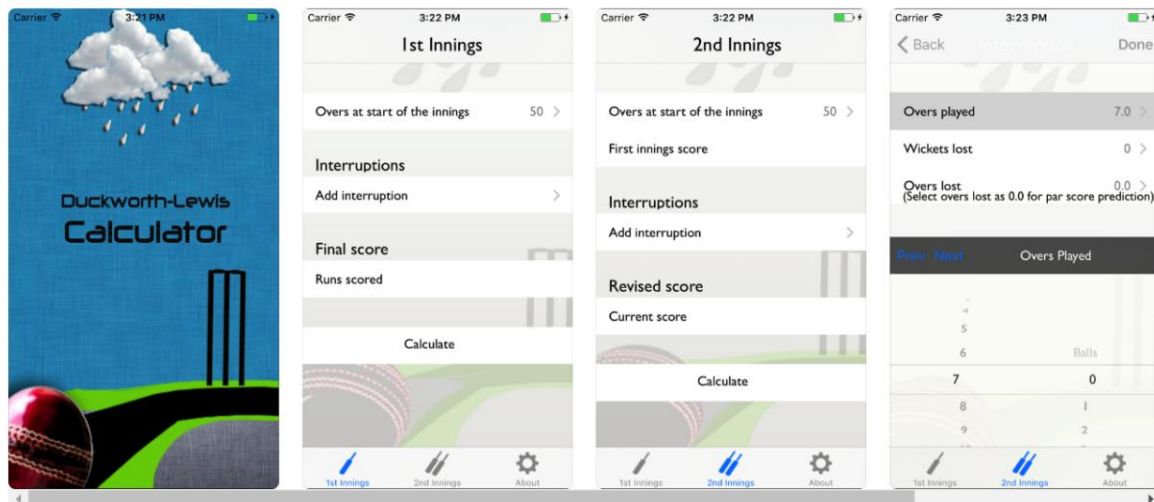 Carrier 3:21 PM
Duckworth-Lewis
Calculator
Carrier 3:22 PM
1st Innings
Overs at start of the innings 50
Interruptions
Add interruption
Final score
Runs scored
Calculate
1st Innings 2nd Innings About
Carrier 3:22 PM
2nd Innings
Overs at start of the innings 50
First innings score
Interruptions
Add interruption
Revised score
Current score
Calculate
1st Innings 2nd Innings About
Carrier 3:23 PM
Back Interruption Done
Overs played 7.0
Wickets lost 0
Overs lost 0.0
(Select overs lost as 0.0 for par score prediction)
Prev Next Overs Played
4
5
6 Balls
7 0
8 1
9 2
1st Innings 2nd Innings About